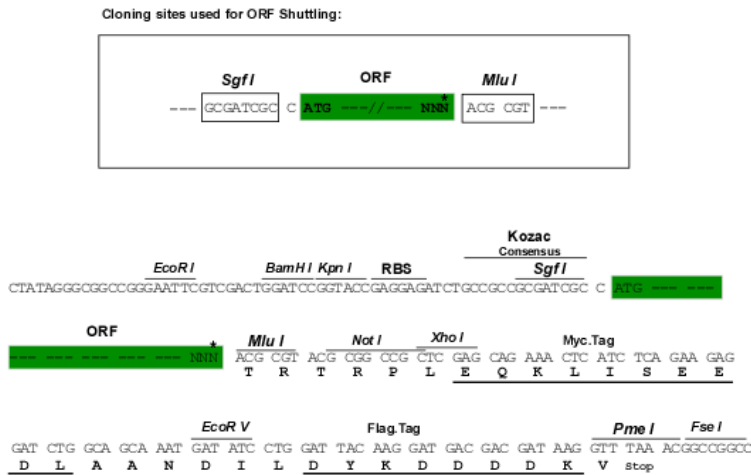 Cloning sites used for ORF Shuttling:
Sgf I ORF Mlu I
--- GCGATCGC C ATG ---//--- NNN* ACG CGT ---
Kozac
Consensus
EcoR I BamH I Kpn I RBS Sgf I
CTATAGGGCGGCCGGGAATTCGTCGACTGGATCCGGTACCGAGGAGATCTGCCGCCGCGATCGC C ATG --- ---
ORF Mlu I Not I Xho I Myc.Tag
--- --- --- --- --- NNN* ACG CGT ACG CGG CCG CTC GAG CAG AAA CTC ATC TCA GAA GAG
T R T R P L E Q K L I S E E
EcoR V Flag.Tag Pme I Fse I
GAT CTG GCA GCA AAT GAT ATC CTG GAT TAC AAG GAT GAC GAC GAT AAG GTT TAA ACGGCCGGCC
D L A A N D I L D Y K D D D D K V Stop